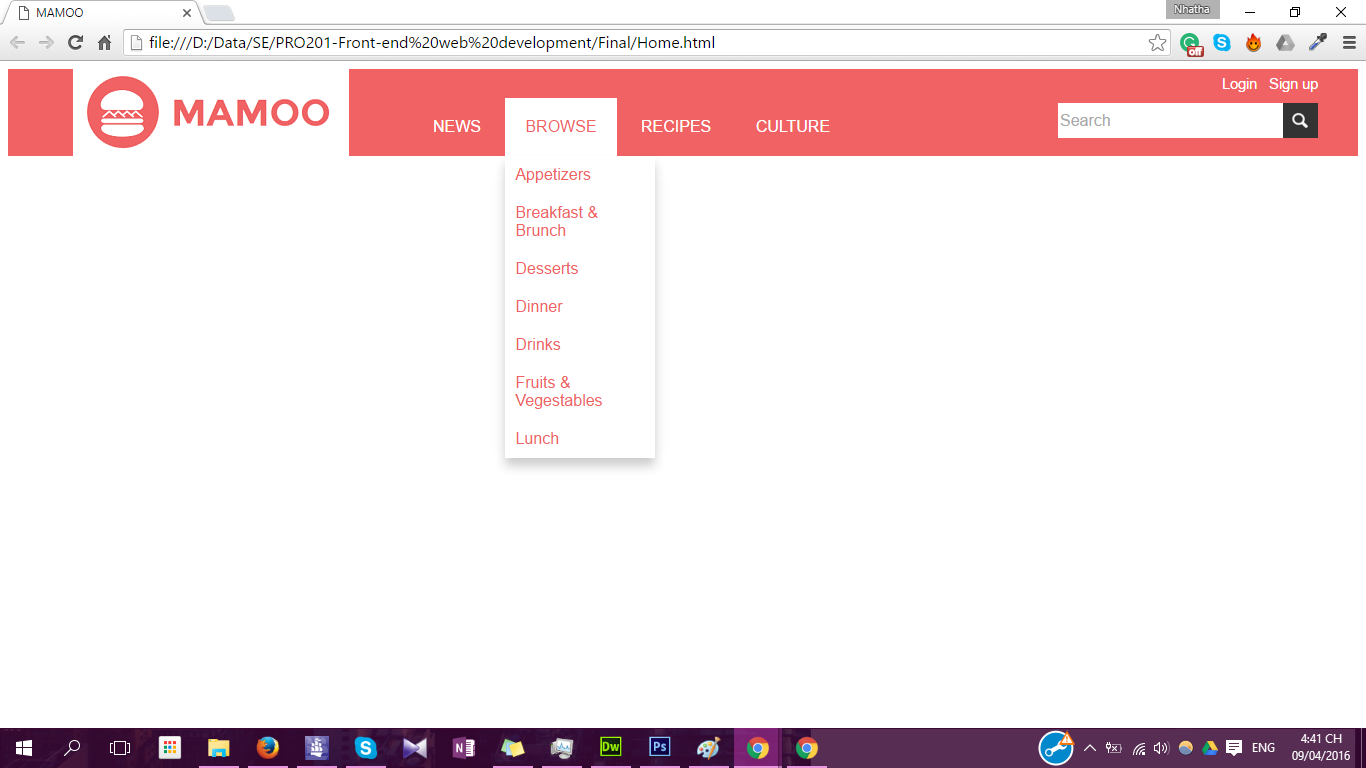 MAMOO
Nhatha
file:///D:/Data/SE/PRO201-Front-end%20web%20development/Final/Home.html
off
Login Sign up
MAMOO
NEWS BROWSE RECIPES CULTURE
Search
Appetizers
Breakfast &
Brunch
Desserts
Dinner
Drinks
Fruits &
Vegestables
Lunch
N
Dw
Ps
ENG
4:41 CH
09/04/2016